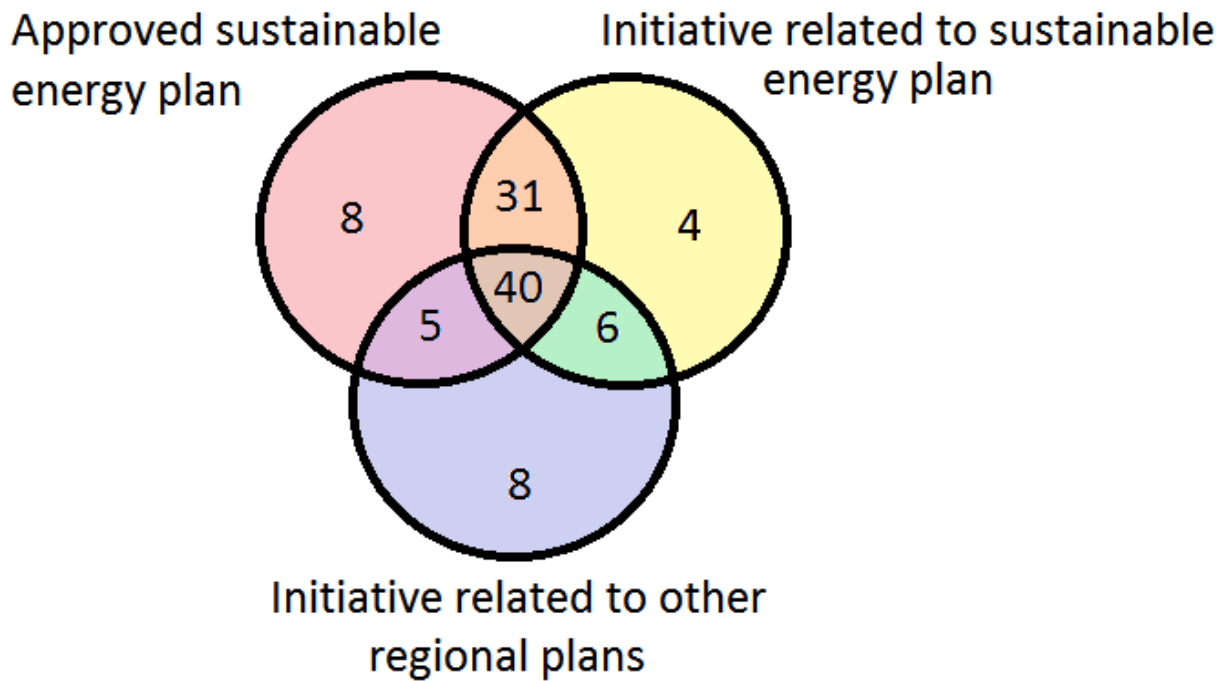 Approved sustainable
energy plan
Initiative related to sustainable
energy plan
8
31
4
40
5
6
8
Initiative related to other
regional plans